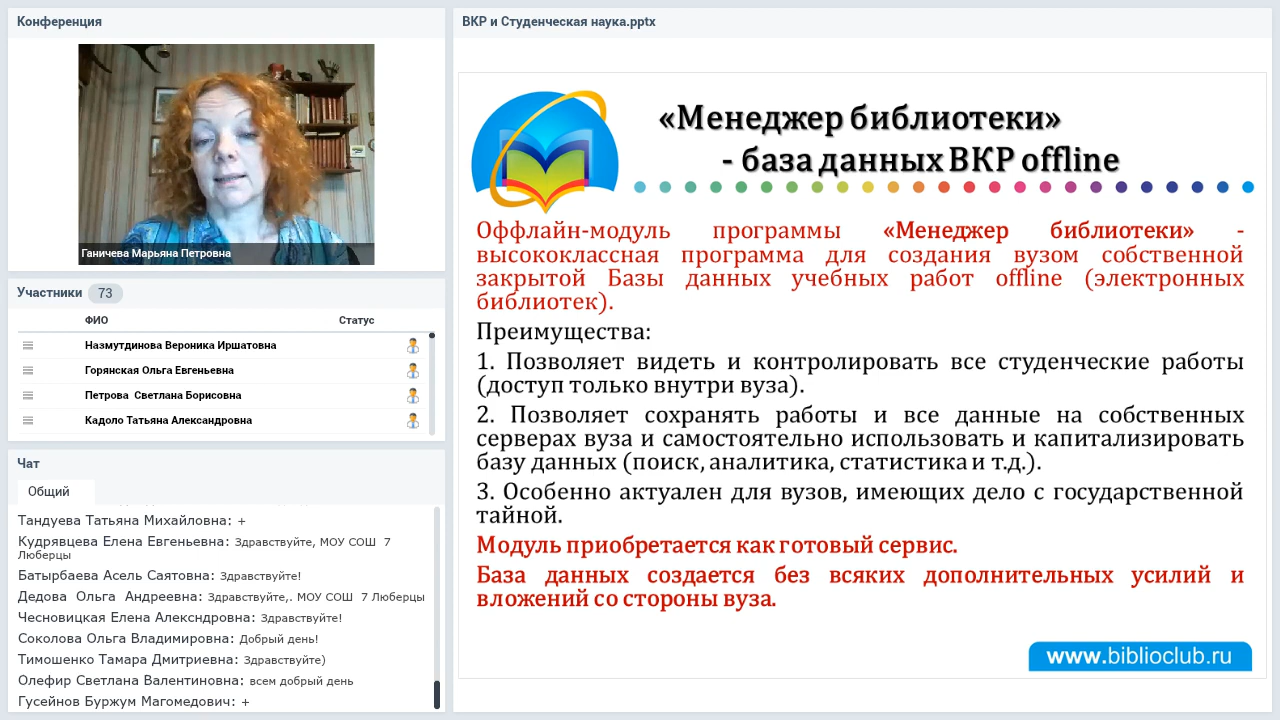 Конференция
Ганичева Марьяна Петровна
Участники 73
ФИО Статус
Назмутдинова Вероника Иршатовна
Горянская Ольга Евгеньевна
Петрова Светлана Борисовна
Кадоло Татьяна Александровна
Чат
Общий
Тандуева Татьяна Михайловна: +
Кудрявцева Елена Евгеньевна: Здравствуйте, МОУ СОШ 7
Люберцы
Батырбаева Асель Саятовна: Здравствуйте!
Дедова Ольга Андреевна: Здравствуйте,. МОУ СОШ 7 Люберцы
Чесновицкая Елена Алексндровна: Здравствуйте!
Соколова Ольга Владимировна: Добрый день!
Тимошенко Тамара Дмитриевна: Здравствуйте)
Олефир Светлана Валентиновна: всем добрый день
Гусейнов Буржум Магомедович: +
ВКР и Студенческая наука.pptx
«Менеджер библиотеки»
- база данных ВКР offline
Оффлайн-модуль программы «Менеджер библиотеки» -
высококлассная программа для создания вузом собственной
закрытой Базы данных учебных работ offline (электронных
библиотек).
Преимущества:
1. Позволяет видеть и контролировать все студенческие работы
(доступ только внутри вуза).
2. Позволяет сохранять работы и все данные на собственных
серверах вуза и самостоятельно использовать и капитализировать
базу данных (поиск, аналитика, статистика и т.д.).
3. Особенно актуален для вузов, имеющих дело с государственной
тайной.
Модуль приобретается как готовый сервис.
База данных создается без всяких дополнительных усилий и
вложений со стороны вуза.
www.biblioclub.ru